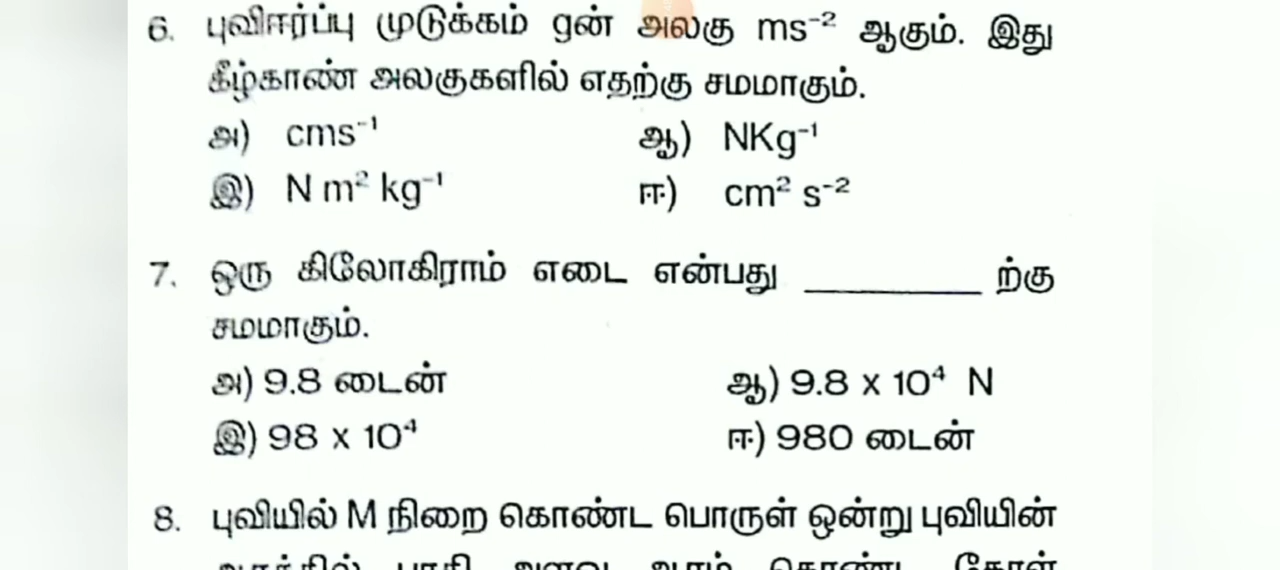 6. புவிஈர்ப்பு முடுக்கம் gன் அலகு ms⁻² ஆகும். இது
கீழ்காண் அலகுகளில் எதற்கு சமமாகும்.
அ) cms⁻¹ ஆ) NKg⁻¹
இ) N m² kg⁻¹ ஈ) cm² s⁻²
7. ஒரு கிலோகிராம் எடை என்பது ________ ற்கு
சமமாகும்.
அ) 9.8 டைன் ஆ) 9.8 x 10⁴ N
இ) 98 x 10⁴ ஈ) 980 டைன்
8. புவியில் M நிறை கொண்ட பொருள் ஒன்று புவியின்